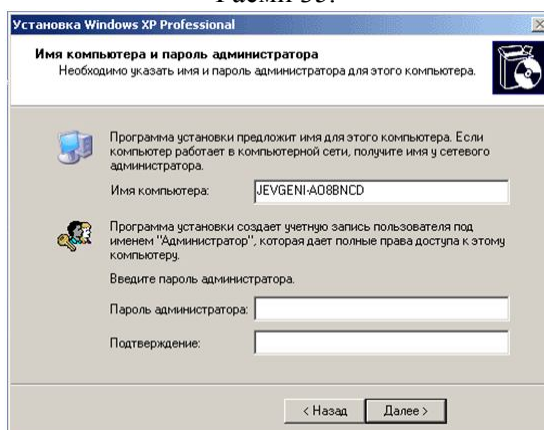 Установка Windows XP Professional
Имя компьютера и пароль администратора
Необходимо указать имя и пароль администратора для этого компьютера.
Программа установки предложит имя для этого компьютера. Если
компьютер работает в компьютерной сети, получите имя у сетевого
администратора.
Имя компьютера: JEVGENI-AO8BNCD
Программа установки создает учетную запись пользователя под
именем "Администратор", которая дает полные права доступа к этому
компьютеру.
Введите пароль администратора.
Пароль администратора:
Подтверждение:
< Назад Далее >